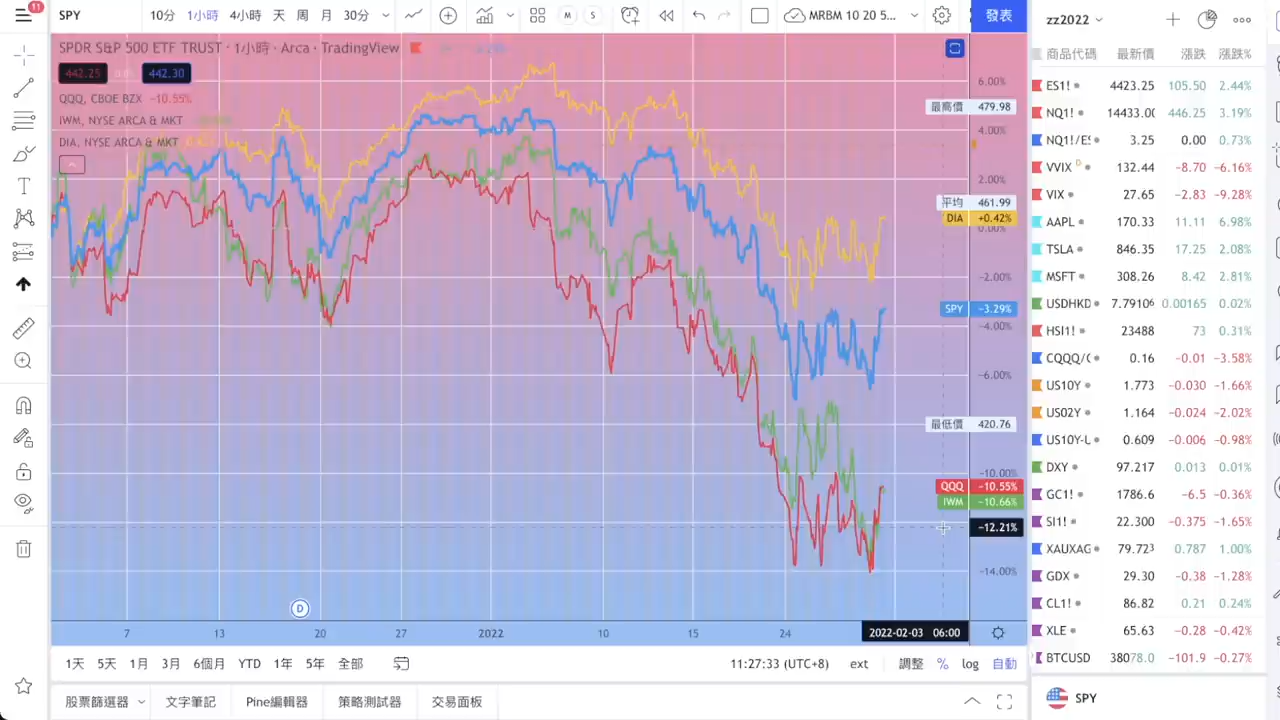 11
SPY
10分 1小時 4小時 天 周 月 30分
M S
MRBM 10 20 5...
發表
SPDR S&P 500 ETF TRUST · 1小時 · Arca · TradingView
442.25 442.30
QQQ, CBOE BZX −10.55%
IWM, NYSE ARCA & MKT
DIA, NYSE ARCA & MKT
6.00%
最高價 479.98
4.00%
2.00%
平均 461.99
DIA +0.42%
0.00%
−2.00%
SPY −3.29%
−4.00%
−6.00%
最低價 420.76
−10.00%
QQQ −10.55%
IWM −10.66%
−12.21%
−14.00%
D
7 13 20 27 2022 10 15 24 2022-02-03 06:00
1天 5天 1月 3月 6個月 YTD 1年 5年 全部
11:27:33 (UTC+8) ext 調整 % log 自動
股票篩選器 文字筆記 Pine編輯器 策略測試器 交易面板
zz2022
商品代碼 最新價 漲跌 漲跌%
ES1! 4423.25 105.50 2.44%
NQ1! 14433.00 446.25 3.19%
NQ1!/ES 3.25 0.00 0.73%
VVIX 132.44 −8.70 −6.16%
VIX 27.65 −2.83 −9.28%
AAPL 170.33 11.11 6.98%
TSLA 846.35 17.25 2.08%
MSFT 308.26 8.42 2.81%
USDHKD 7.79106 0.00165 0.02%
HSI1! 23488 73 0.31%
CQQQ/( 0.16 −0.01 −3.58%
US10Y 1.773 −0.030 −1.66%
US02Y 1.164 −0.024 −2.02%
US10Y-U 0.609 −0.006 −0.98%
DXY 97.217 0.013 0.01%
GC1! 1786.6 −6.5 −0.36%
SI1! 22.300 −0.375 −1.65%
XAUXAG 79.723 0.787 1.00%
GDX 29.30 −0.38 −1.28%
CL1! 86.82 0.21 0.24%
XLE 65.63 −0.28 −0.42%
BTCUSD 38078.0 −101.9 −0.27%
SPY